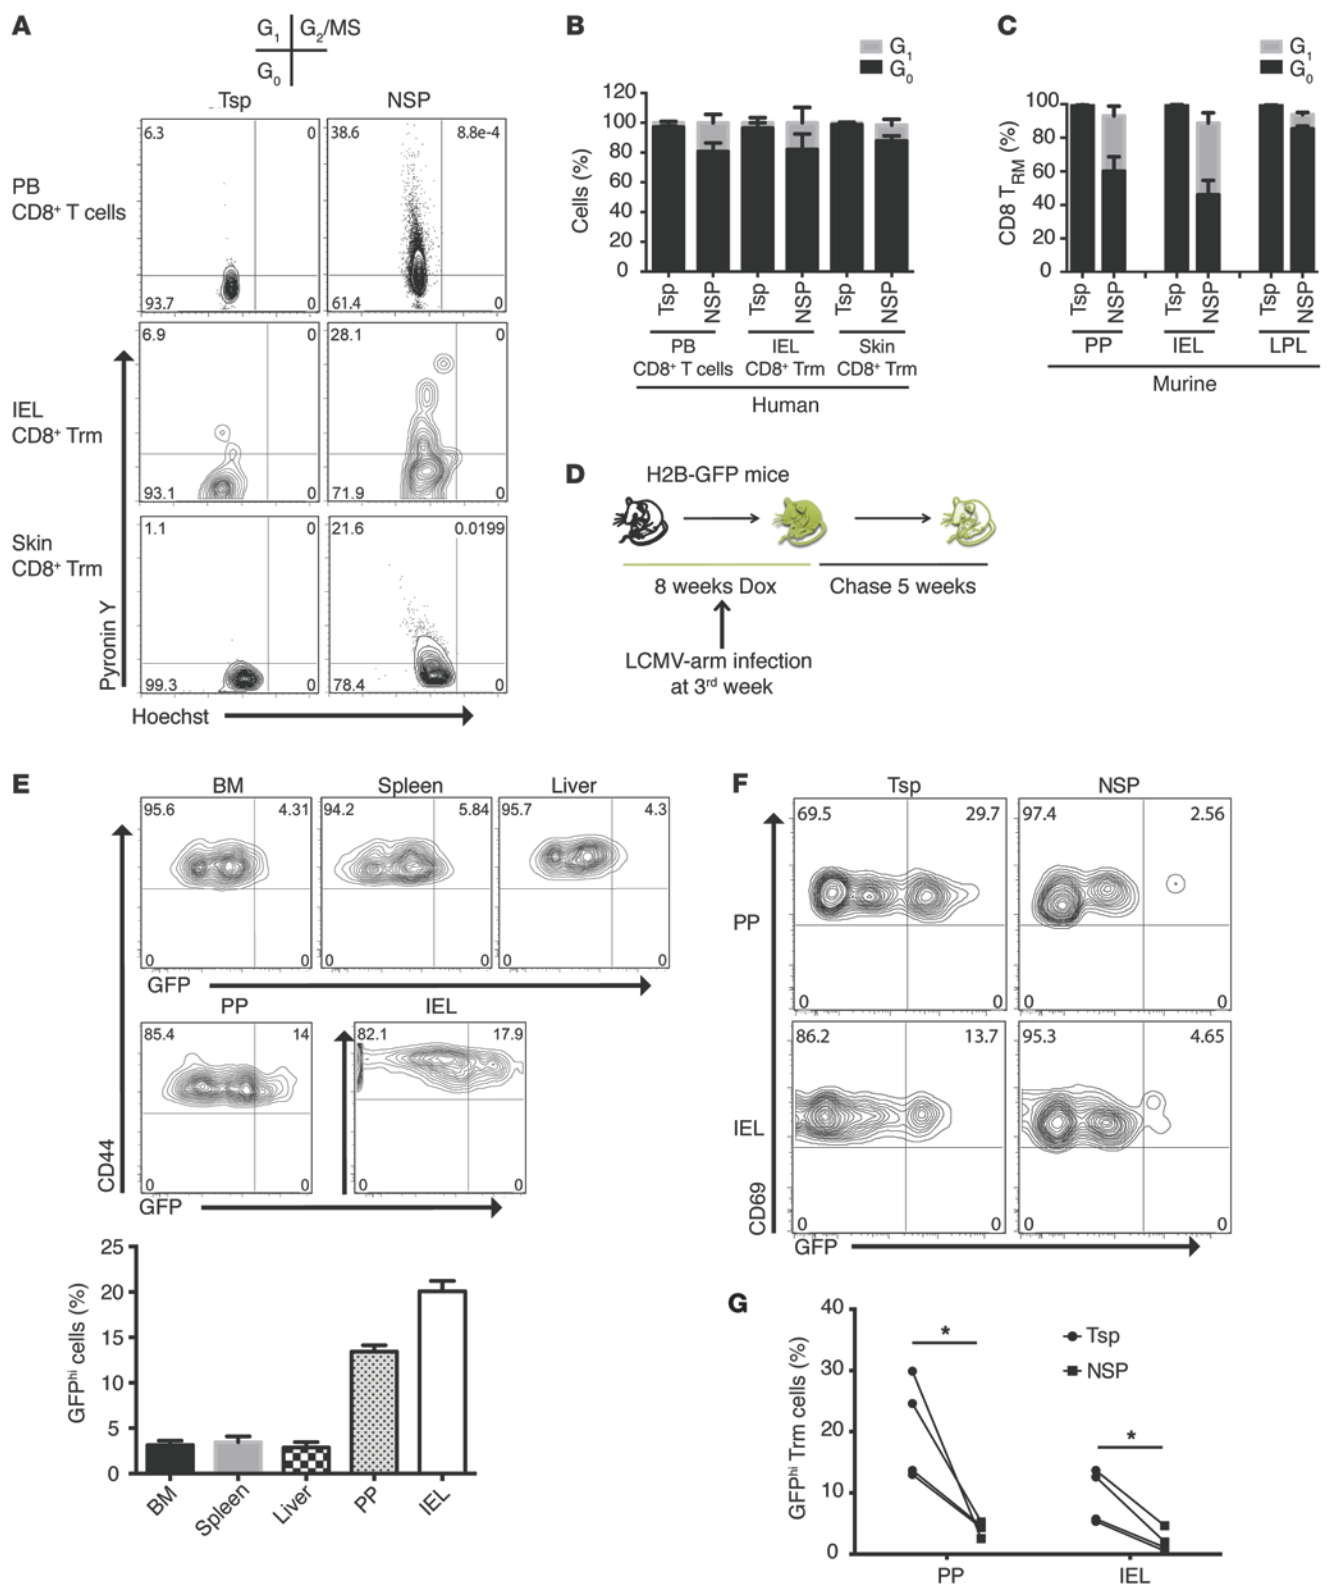 A
G1 G2/MS
G0
Tsp NSP
PB
CD8+ T cells
6.3 0
93.7 0
38.6 8.8e-4
61.4 0
IEL
CD8+ Trm
6.9 0
93.1 0
28.1 0
71.9 0
Skin
CD8+ Trm
1.1 0
99.3 0
21.6 0.0199
78.4 0
Pyronin Y
Hoechst
B
G1
G0
Cells (%)
120
100
80
60
40
20
0
Tsp NSP Tsp NSP Tsp NSP
PB IEL Skin
CD8+ T cells CD8+ Trm CD8+ Trm
Human
C
G1
G0
CD8 TRM (%)
100
80
60
40
20
0
Tsp NSP Tsp NSP Tsp NSP
PP IEL LPL
Murine
D
H2B-GFP mice
8 weeks Dox Chase 5 weeks
LCMV-arm infection
at 3rd week
E
BM Spleen Liver
95.6 4.31 94.2 5.84 95.7 4.3
0 0 0 0 0 0
GFP
PP IEL
85.4 14 82.1 17.9
0 0 0 0
CD44
GFP
GFPhi cells (%)
25
20
15
10
5
0
BM Spleen Liver PP IEL
F
Tsp NSP
PP
69.5 29.7 97.4 2.56
0 0 0 0
IEL
86.2 13.7 95.3 4.65
0 0 0 0
CD69
GFP
G
GFPhi Trm cells (%)
40
30
20
10
0
* *
Tsp
NSP
PP IEL